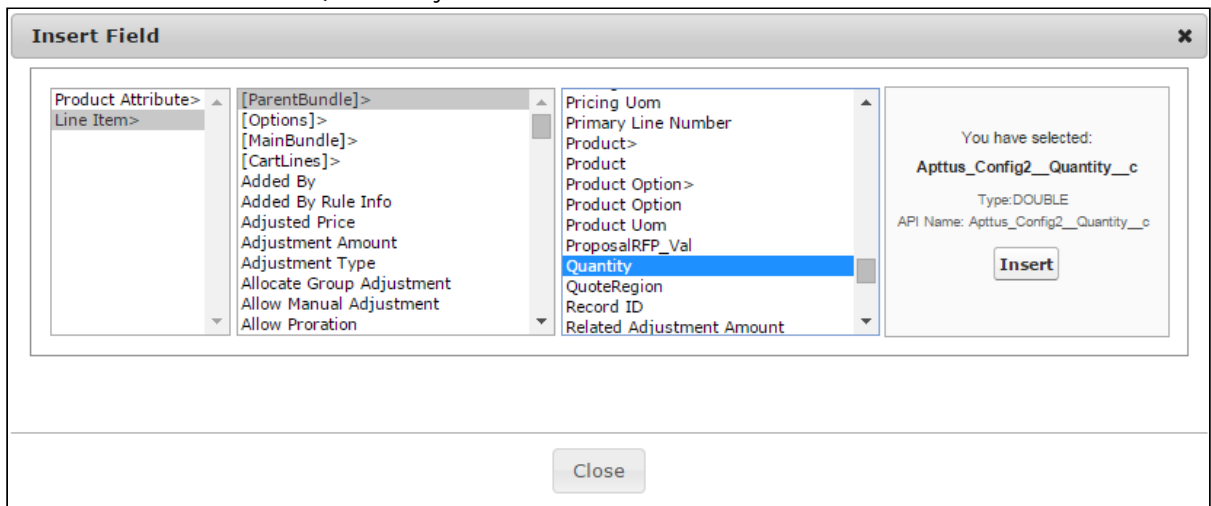 Insert Field
Product Attribute>
Line Item>
[ParentBundle]>
[Options]>
[MainBundle]>
[CartLines]>
Added By
Added By Rule Info
Adjusted Price
Adjustment Amount
Adjustment Type
Allocate Group Adjustment
Allow Manual Adjustment
Allow Proration
Pricing Uom
Primary Line Number
Product>
Product
Product Option>
Product Option
Product Uom
ProposalRFP_Val
Quantity
QuoteRegion
Record ID
Related Adjustment Amount
You have selected:
Apttus_Config2__Quantity__c
Type:DOUBLE
API Name: Apttus_Config2__Quantity__c
Insert
Close